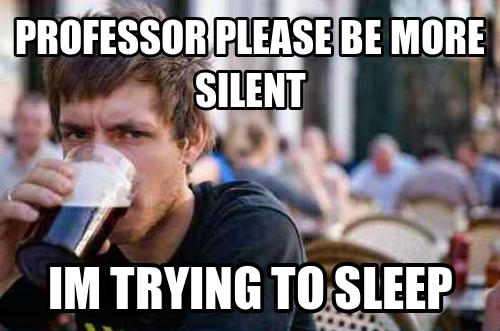 PROFESSOR PLEASE BE MORE
SILENT
IM TRYING TO SLEEP